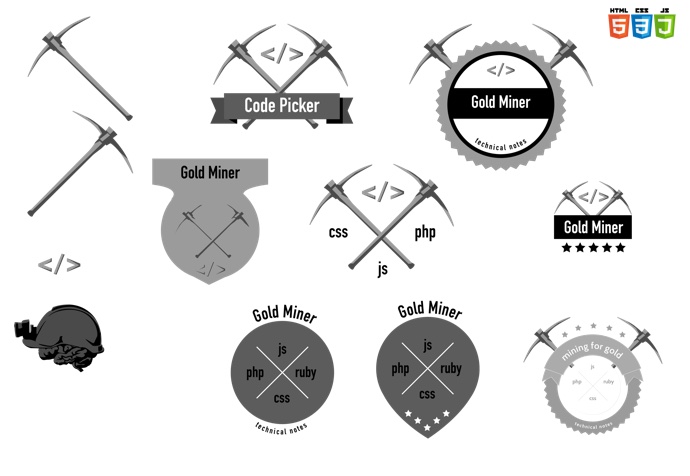 HTML CSS JS
5 3 J
</>
Code Picker
</>
Gold Miner
technical notes
Gold Miner
</>
</>
css php
js
</>
Gold Miner
</>
Gold Miner
js
php ruby
css
technical notes
Gold Miner
js
php ruby
css
mining for gold
js
php ruby
css
technical notes